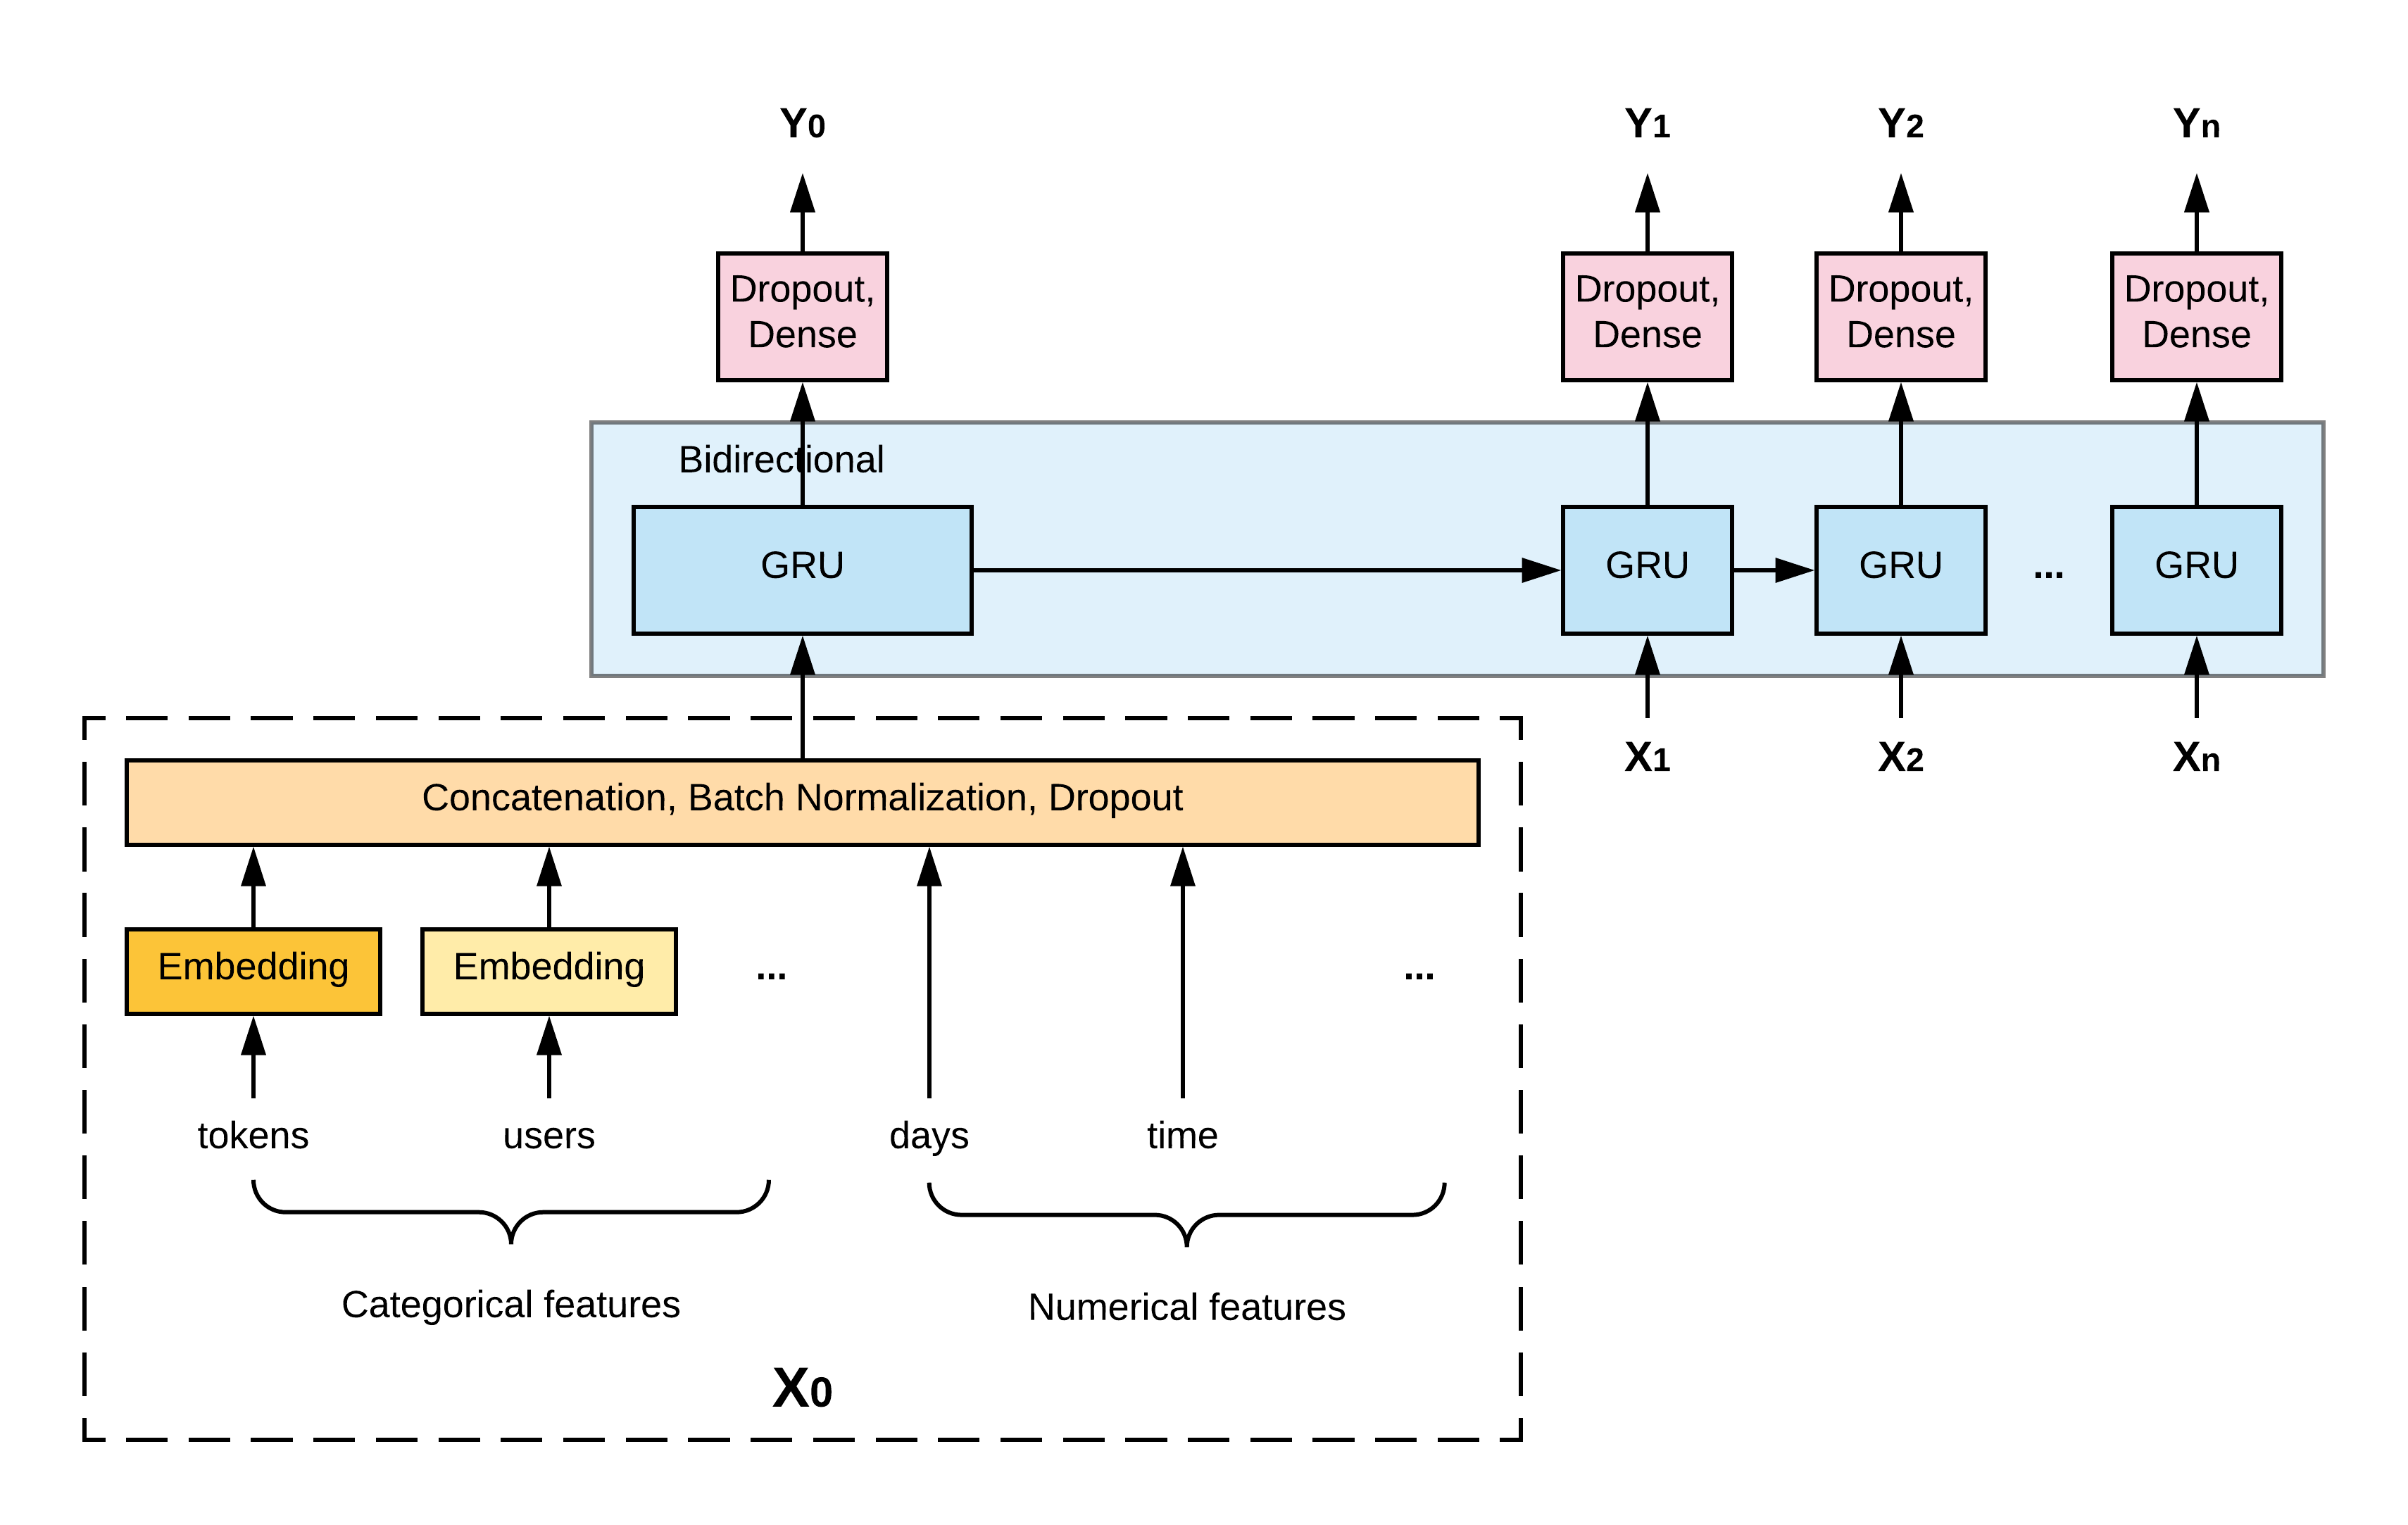 Y0
Y1
Y2
Yn
Dropout,
Dense
Dropout,
Dense
Dropout,
Dense
Dropout,
Dense
Bidirectional
GRU
GRU
GRU
...
GRU
X1
X2
Xn
Concatenation, Batch Normalization, Dropout
Embedding
Embedding
...
...
tokens
users
days
time
Categorical features
Numerical features
X0